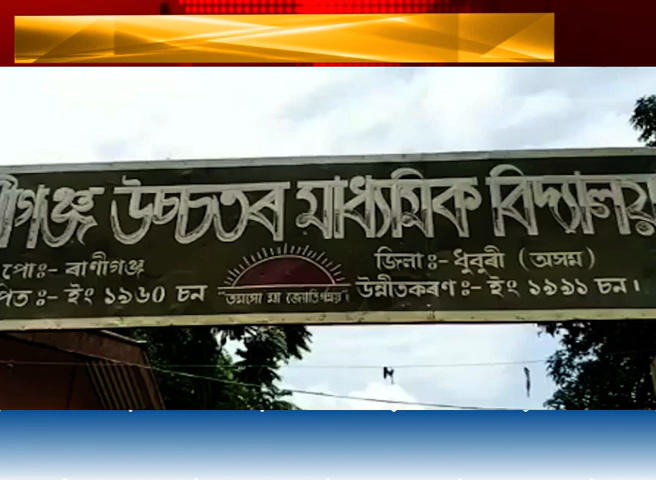 ৰাণীগঞ্জ উচ্চতৰ মাধ্যমিক বিদ্যালয়
পো:- ৰাণীগঞ্জ জিলা:- ধুবুৰী (অসম)
ইং ১৯৬০ চন "তমসো মা জ্যোতিৰ্গময়" উন্নীতকৰণ:- ইং ১৯৯১ চন।